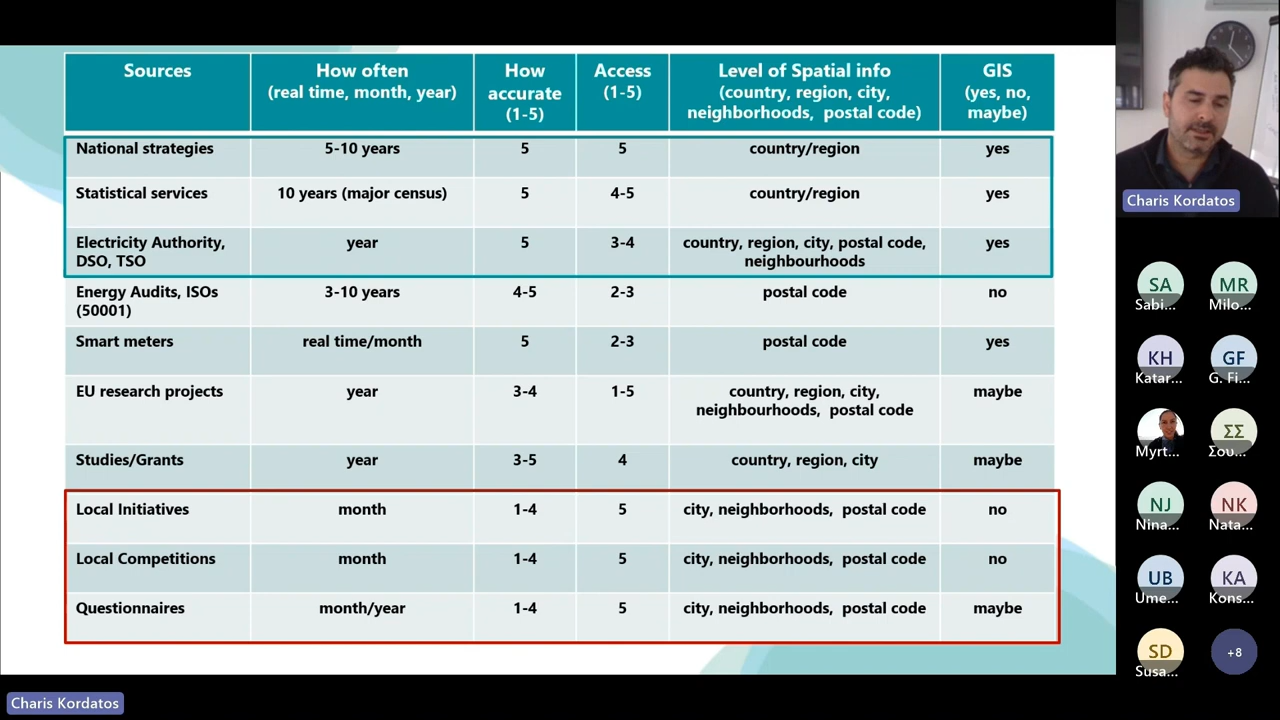 Sources How often How Access Level of Spatial info GIS
(real time, month, year) accurate (1-5) (country, region, city, (yes, no,
(1-5) neighborhoods, postal code) maybe)
National strategies 5-10 years 5 5 country/region yes
Statistical services 10 years (major census) 5 4-5 country/region yes
Electricity Authority, year 5 3-4 country, region, city, postal code, yes
DSO, TSO neighbourhoods
Energy Audits, ISOs 3-10 years 4-5 2-3 postal code no
(50001)
Smart meters real time/month 5 2-3 postal code yes
EU research projects year 3-4 1-5 country, region, city, maybe
neighbourhoods, postal code
Studies/Grants year 3-5 4 country, region, city maybe
Local Initiatives month 1-4 5 city, neighborhoods, postal code no
Local Competitions month 1-4 5 city, neighborhoods, postal code no
Questionnaires month/year 1-4 5 city, neighborhoods, postal code maybe
Charis Kordatos
SA MR
Sabi... Milo...
KH GF
Katar... G. Fi...
ΣΣ
Myrt... Σου...
NJ NK
Nina... Nata...
UB KA
Ume... Kons...
SD +8
Susa...
Charis Kordatos